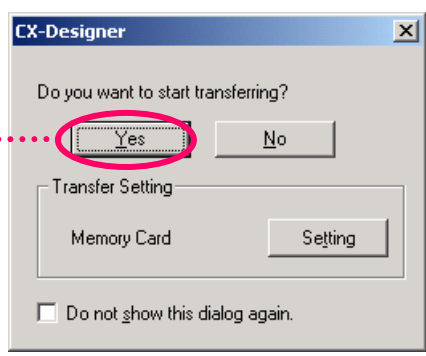 CX-Designer
Do you want to start transferring?
Yes No
Transfer Setting
Memory Card Setting
Do not show this dialog again.